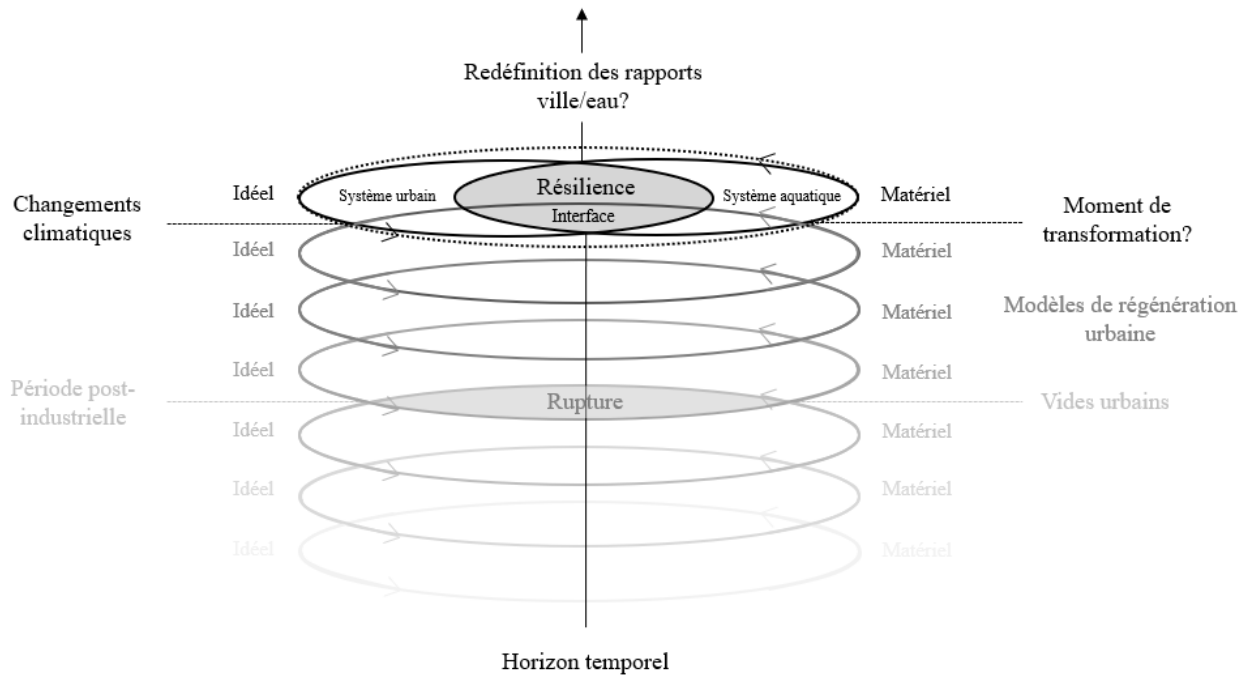 Redéfinition des rapports
ville/eau?
Idéel
Système urbain
Résilience
Système aquatique
Matériel
Changements
climatiques
Interface
Moment de
transformation?
Idéel
Matériel
Idéel
Matériel
Modèles de régénération
urbaine
Idéel
Matériel
Période post-
industrielle
Rupture
Vides urbains
Idéel
Matériel
Idéel
Matériel
Idéel
Matériel
Horizon temporel